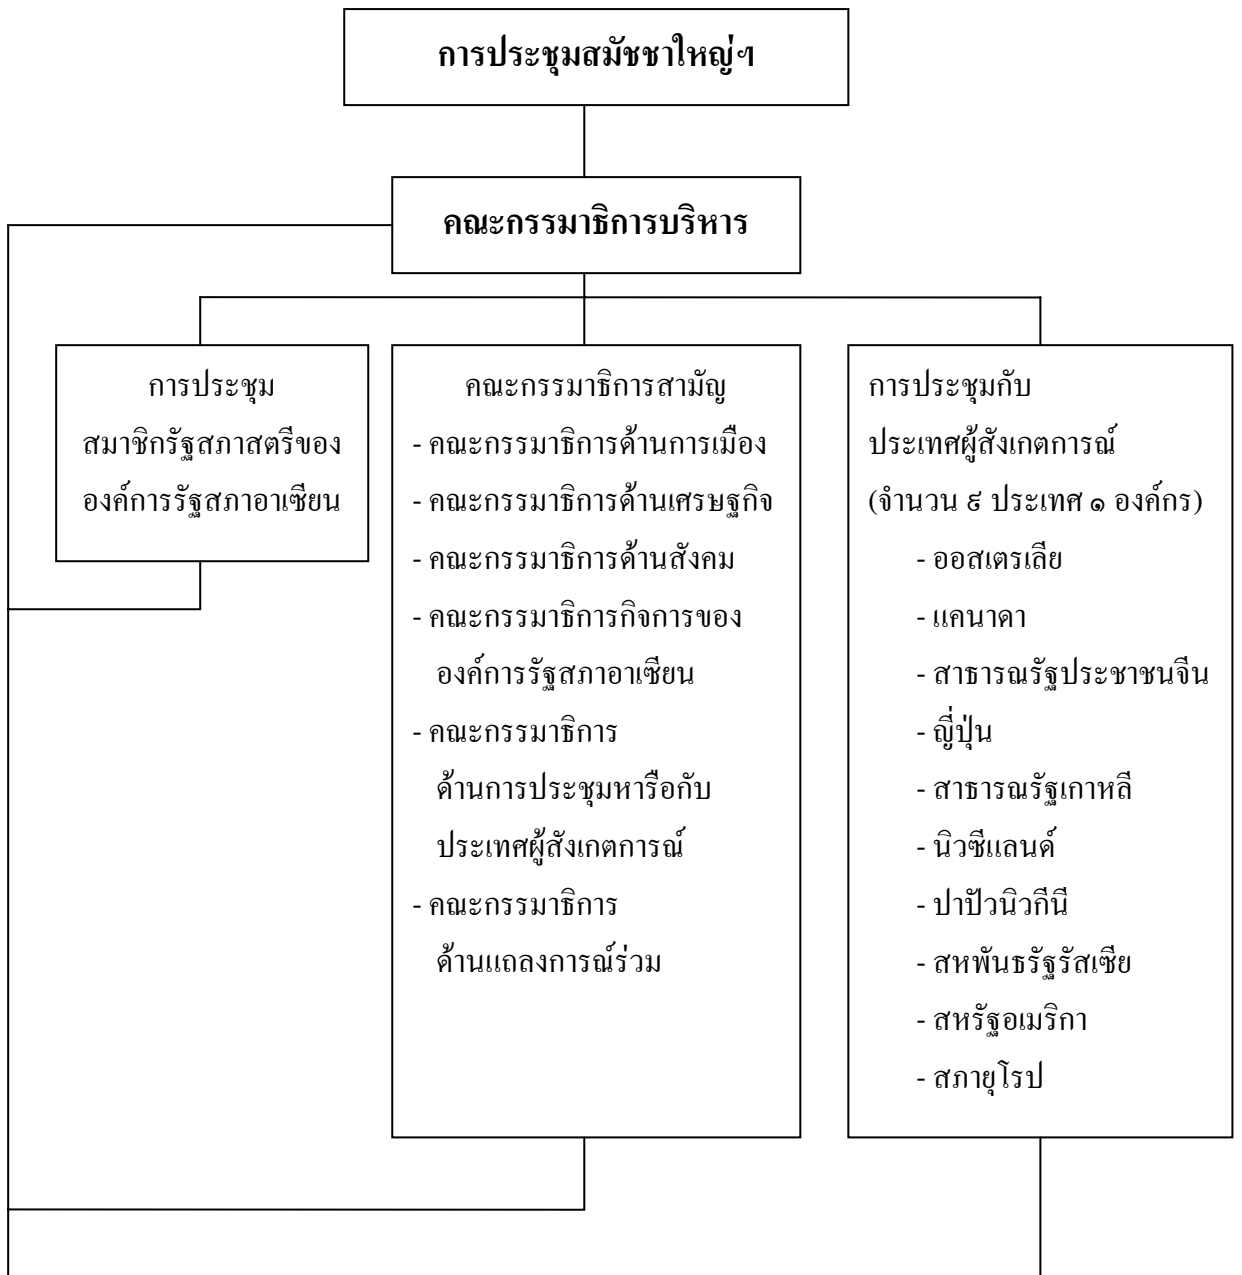 การประชุมสมัชชาใหญ่ฯ
คณะกรรมาธิการบริหาร
การประชุม
สมาชิกรัฐสภาสตรีของ
องค์การรัฐสภาอาเซียน
คณะกรรมาธิการสามัญ
- คณะกรรมาธิการด้านการเมือง
- คณะกรรมาธิการด้านเศรษฐกิจ
- คณะกรรมาธิการด้านสังคม
- คณะกรรมาธิการกิจการของ
องค์การรัฐสภาอาเซียน
- คณะกรรมาธิการ
ด้านการประชุมหารือกับ
ประเทศผู้สังเกตการณ์
- คณะกรรมาธิการ
ด้านแถลงการณ์ร่วม
การประชุมกับ
ประเทศผู้สังเกตการณ์
(จำนวน ๙ ประเทศ ๑ องค์กร)
- ออสเตรเลีย
- แคนาดา
- สาธารณรัฐประชาชนจีน
- ญี่ปุ่น
- สาธารณรัฐเกาหลี
- นิวซีแลนด์
- ปาปัวนิวกีนี
- สหพันธรัฐรัสเซีย
- สหรัฐอเมริกา
- สภายุโรป